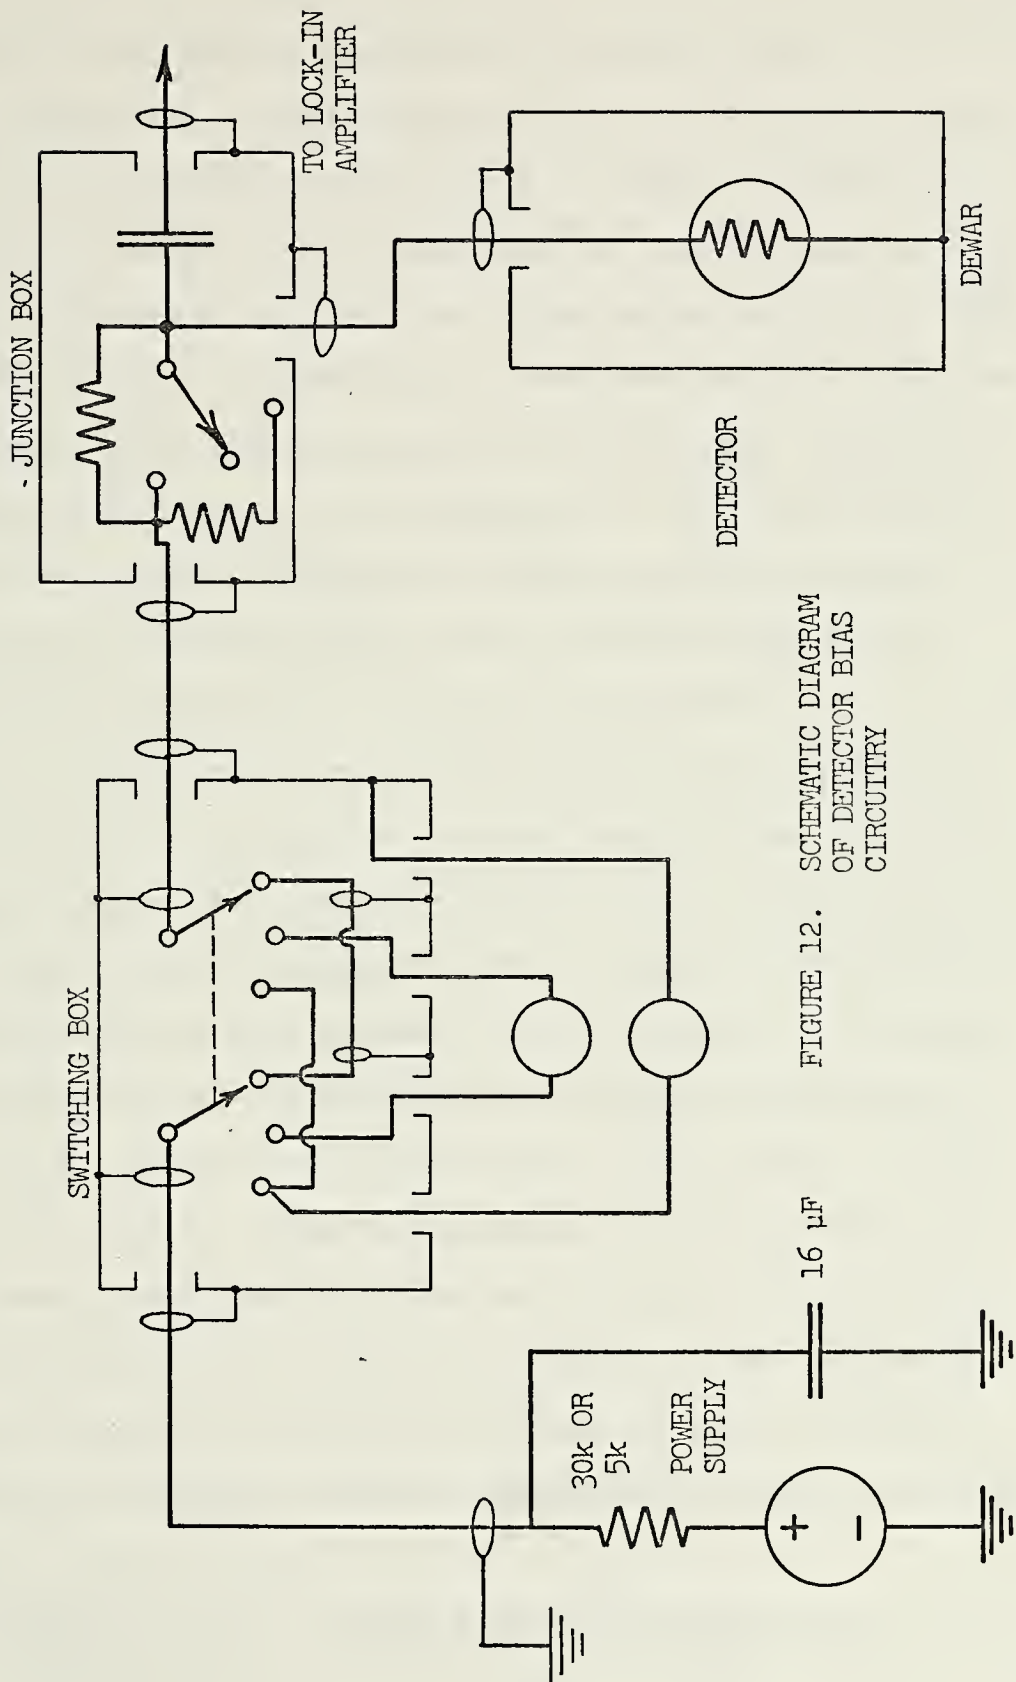 SWITCHING BOX
JUNCTION BOX
TO LOCK-IN
AMPLIFIER
30k OR
5k
POWER
SUPPLY
+
-
16 µF
DETECTOR
DEWAR
FIGURE 12. SCHEMATIC DIAGRAM
OF DETECTOR BIAS
CIRCUITRY